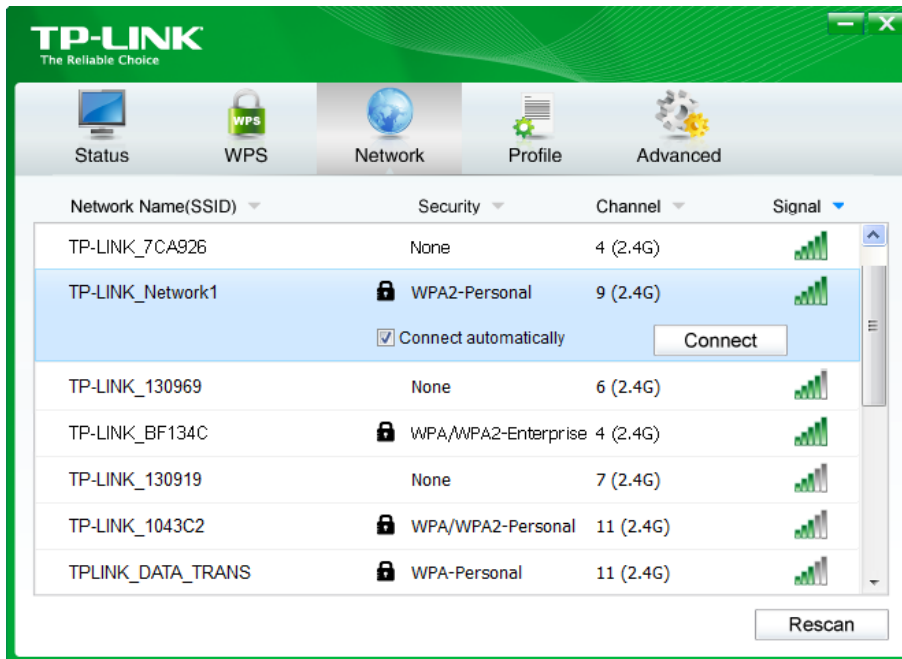 TP-LINK
The Reliable Choice
Status WPS Network Profile Advanced
WPS
Network Name(SSID) Security Channel Signal
TP-LINK_7CA926 None 4 (2.4G)
TP-LINK_Network1 WPA2-Personal 9 (2.4G)
Connect automatically Connect
TP-LINK_130969 None 6 (2.4G)
TP-LINK_BF134C WPA/WPA2-Enterprise 4 (2.4G)
TP-LINK_130919 None 7 (2.4G)
TP-LINK_1043C2 WPA/WPA2-Personal 11 (2.4G)
TPLINK_DATA_TRANS WPA-Personal 11 (2.4G)
Rescan